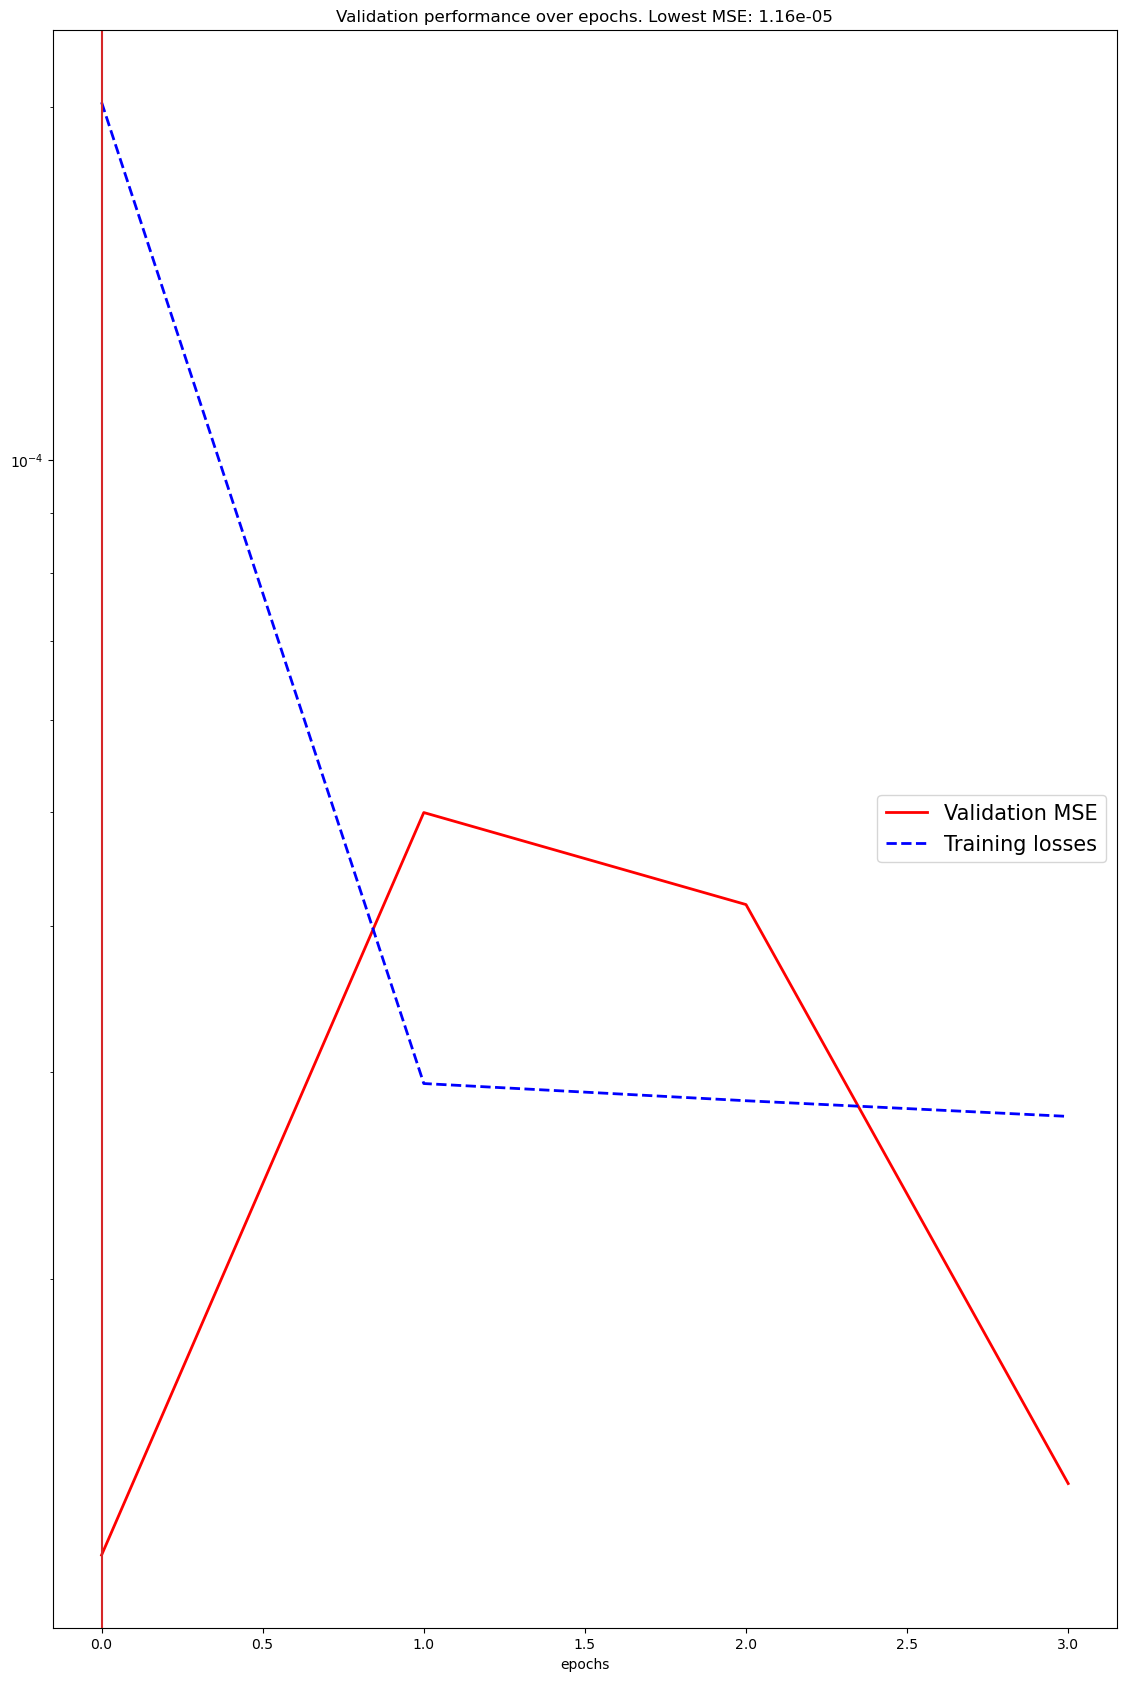 Validation performance over epochs. Lowest MSE: 1.16e-05
10⁻⁴
Validation MSE
Training losses
0.0 0.5 1.0 1.5 2.0 2.5 3.0
epochs